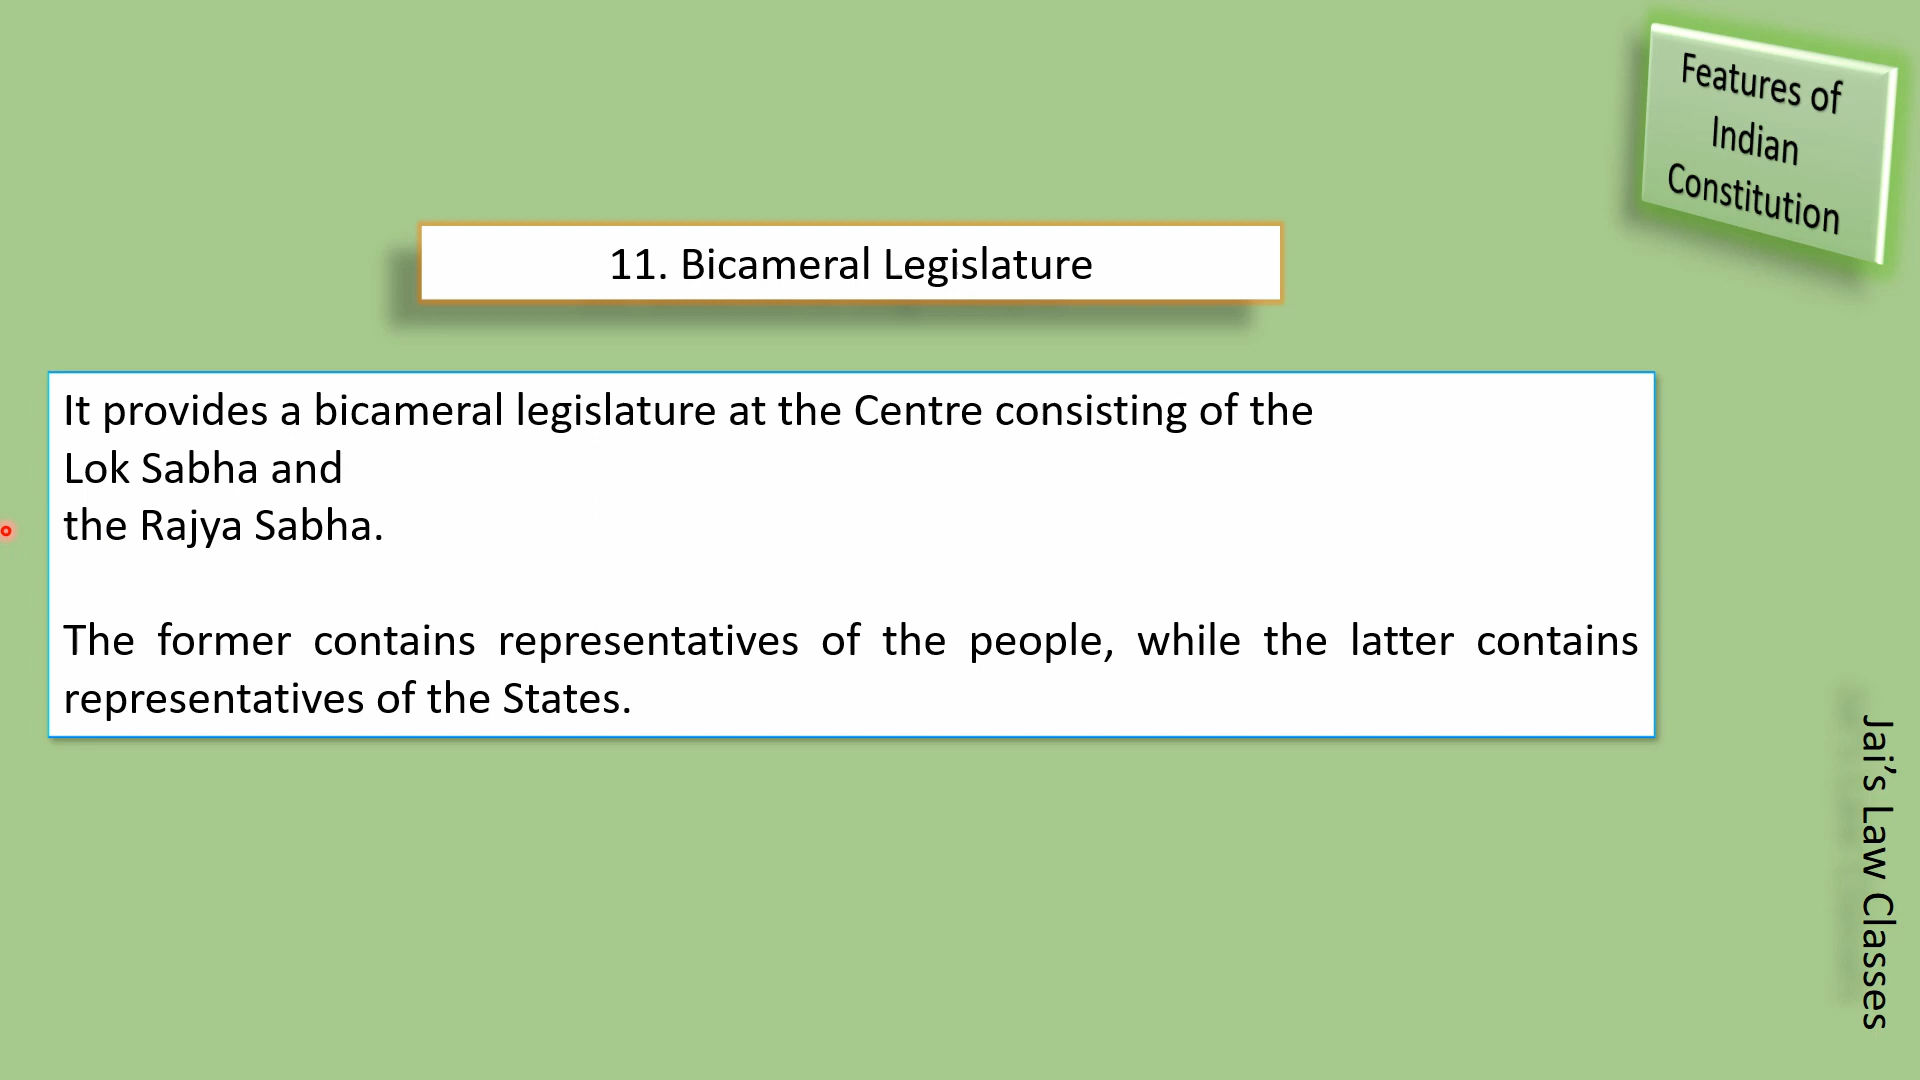 Features of
Indian
Constitution
11. Bicameral Legislature
It provides a bicameral legislature at the Centre consisting of the
Lok Sabha and
the Rajya Sabha.
The former contains representatives of the people, while the latter contains
representatives of the States.
Jai’s Law Classes